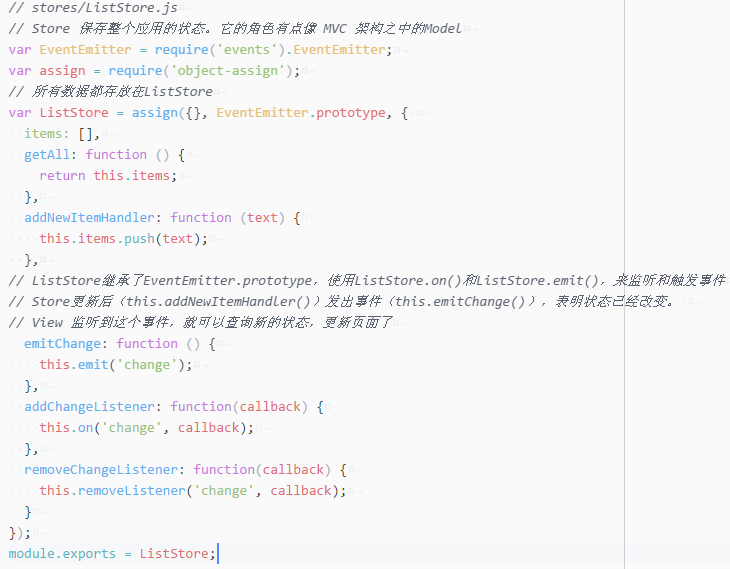 // stores/ListStore.js
// Store 保存整个应用的状态。它的角色有点像 MVC 架构之中的Model
var EventEmitter = require('events').EventEmitter;
var assign = require('object-assign');
// 所有数据都存放在ListStore
var ListStore = assign({}, EventEmitter.prototype, {
  items: [],
  getAll: function () {
    return this.items;
  },
  addNewItemHandler: function (text) {
    this.items.push(text);
  },
// ListStore继承了EventEmitter.prototype，使用ListStore.on()和ListStore.emit()，来监听和触发事件
// Store更新后（this.addNewItemHandler()）发出事件（this.emitChange()），表明状态已经改变。
// View 监听到这个事件，就可以查询新的状态，更新页面了
  emitChange: function () {
    this.emit('change');
  },
  addChangeListener: function(callback) {
    this.on('change', callback);
  },
  removeChangeListener: function(callback) {
    this.removeListener('change', callback);
  }
});
module.exports = ListStore;